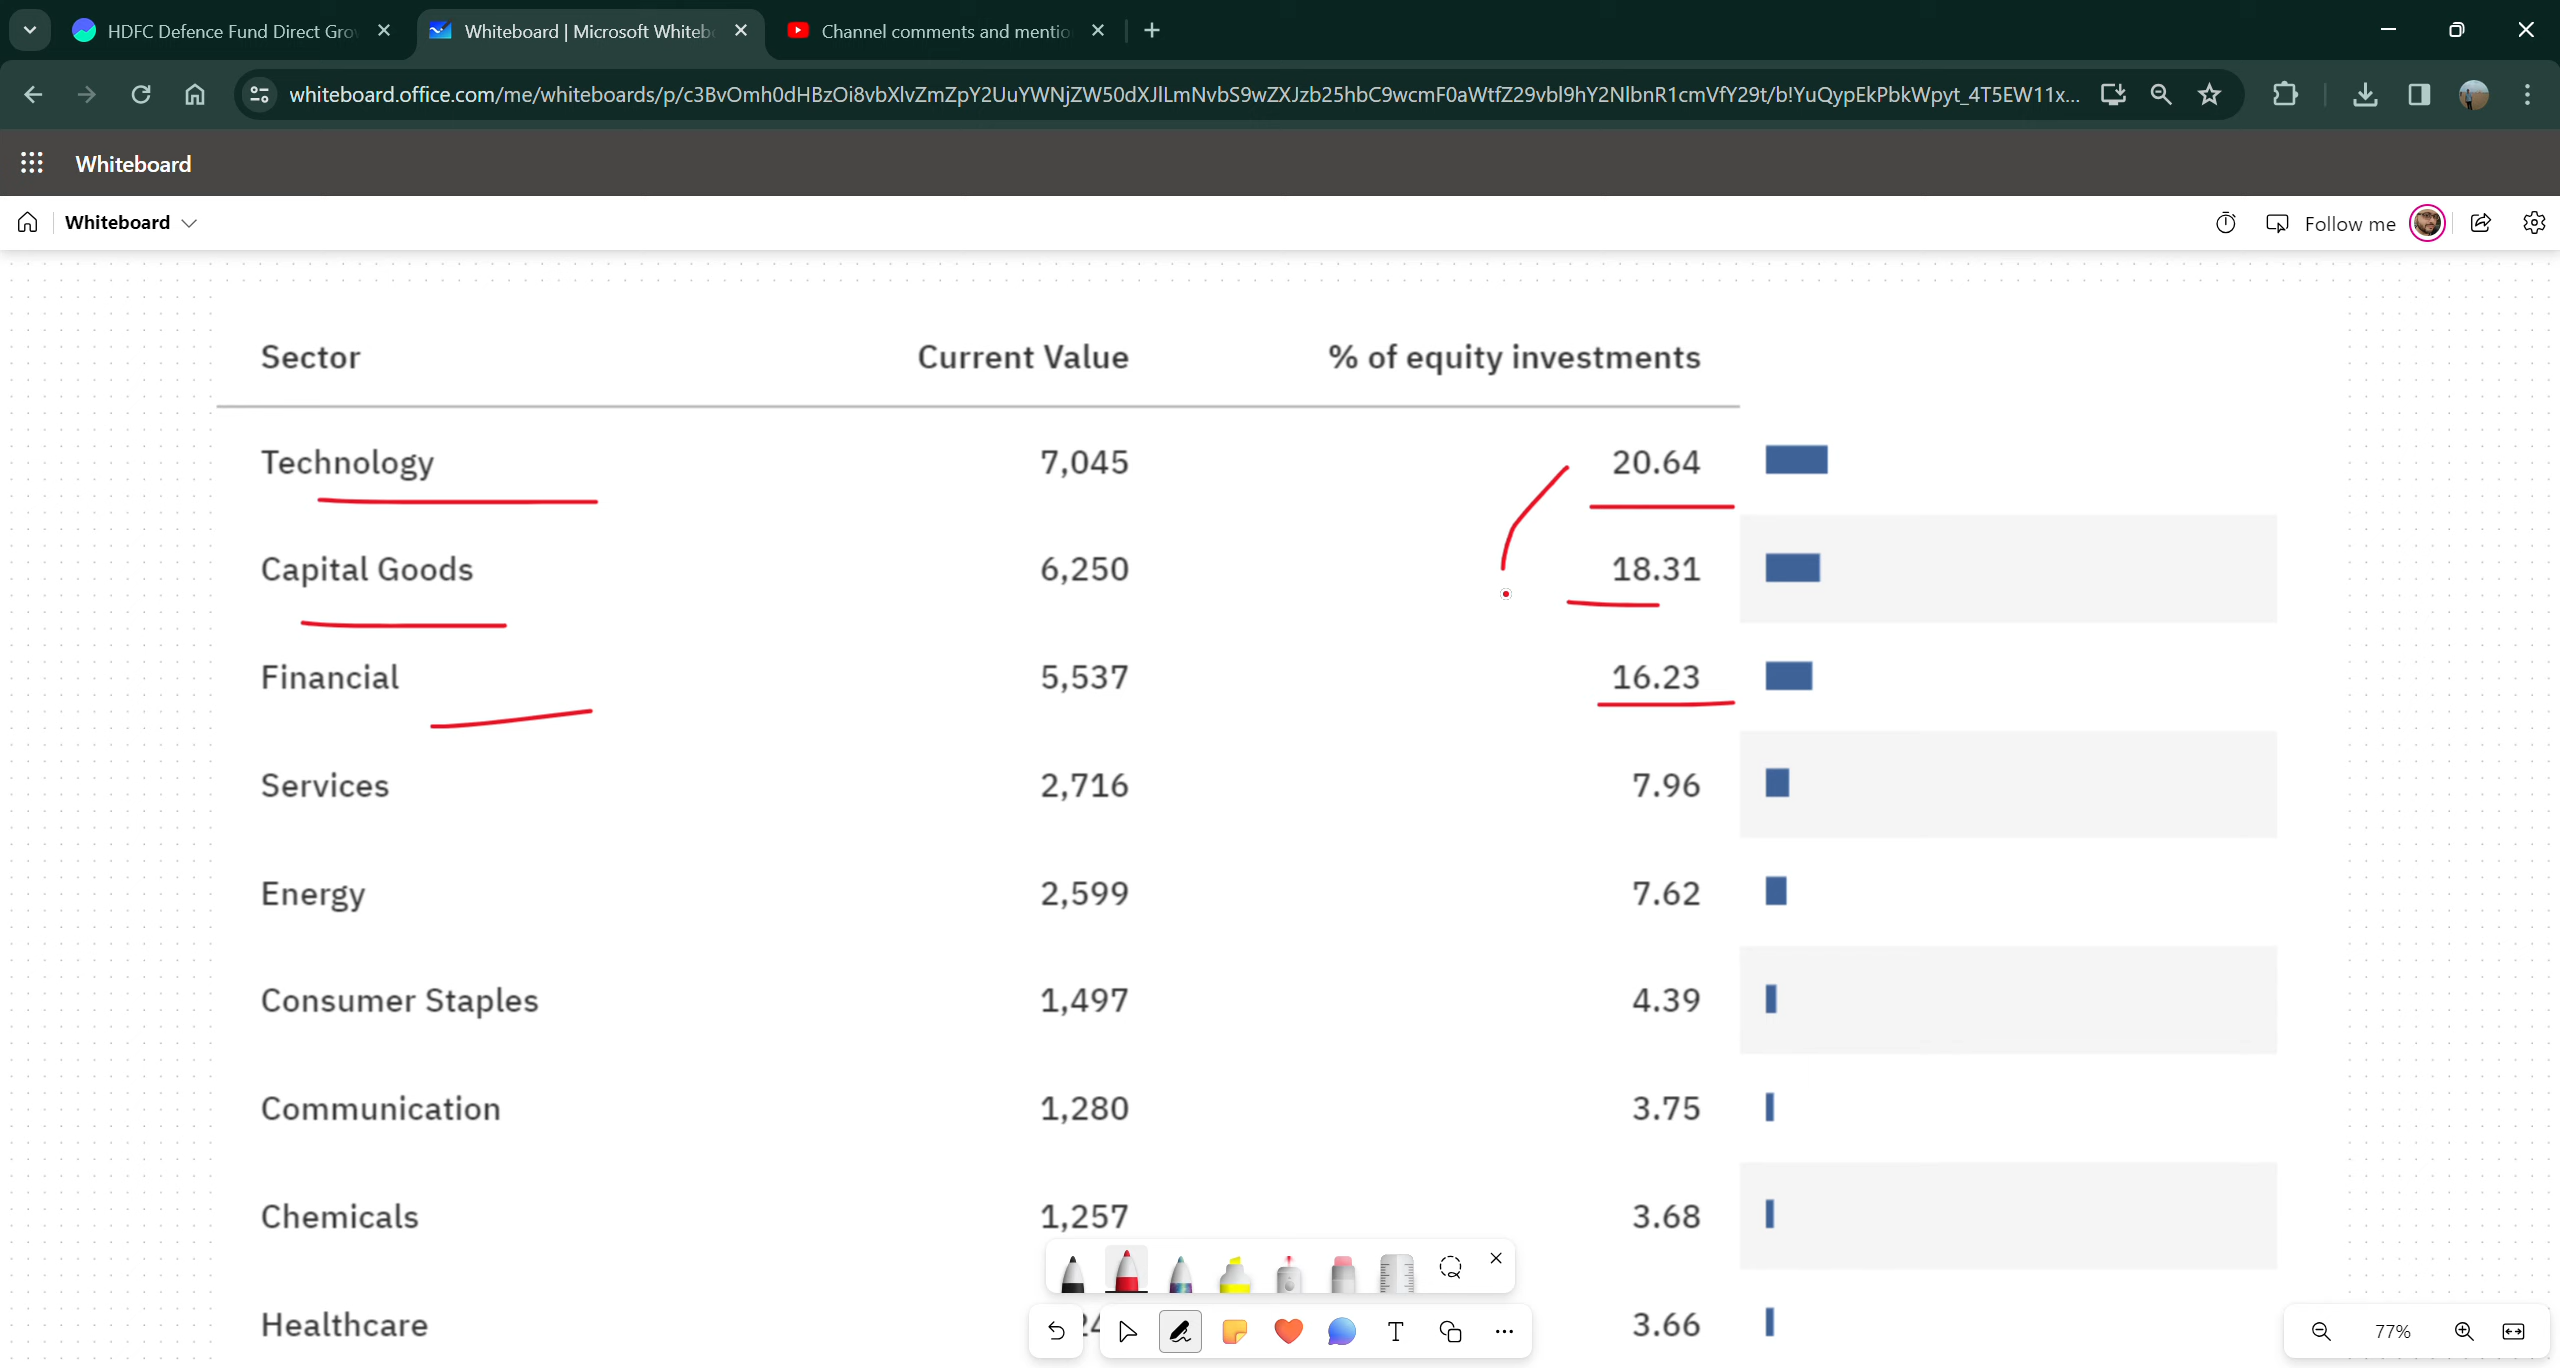 HDFC Defence Fund Direct Gro
Whiteboard | Microsoft Whiteb
Channel comments and mentio
whiteboard.office.com/me/whiteboards/p/c3BvOmh0dHBzOi8vbXlvZmZpY2UuYWNjZW50dXJlLmNvbS9wZXJzb25hbC9wcmF0aWtfZ29vbl9hY2NlbnR1cmVfY29t/b!YuQypEkPbkWpyt_4T5EW11x...
Whiteboard
Whiteboard
Follow me
Sector Current Value % of equity investments
Technology 7,045 20.64
Capital Goods 6,250 18.31
Financial 5,537 16.23
Services 2,716 7.96
Energy 2,599 7.62
Consumer Staples 1,497 4.39
Communication 1,280 3.75
Chemicals 1,257 3.68
Healthcare 3.66
77%